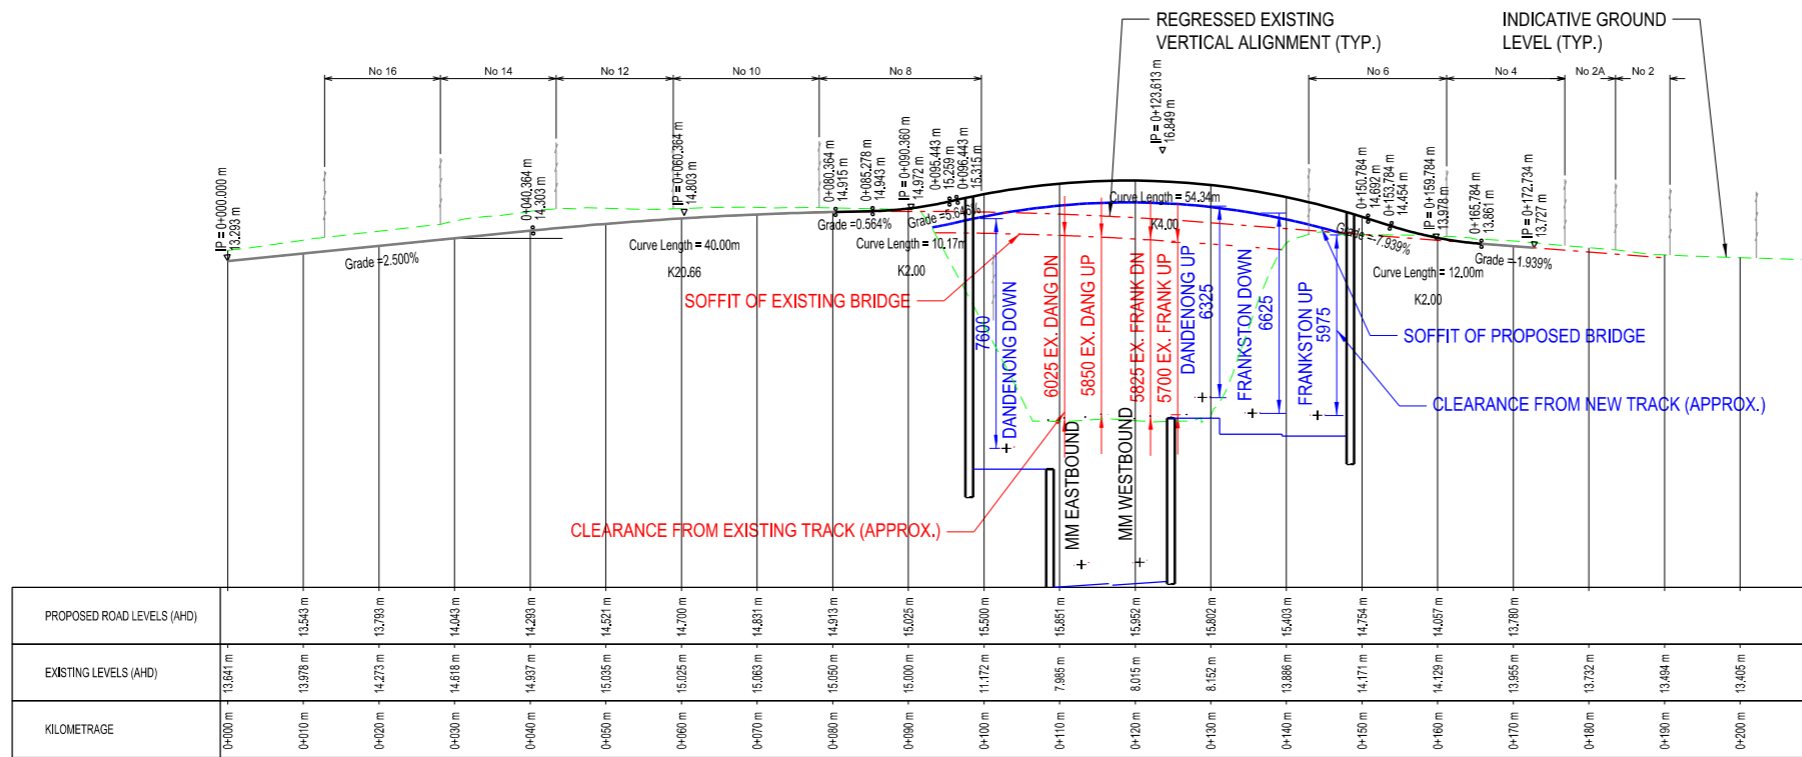 REGRESSED EXISTING
VERTICAL ALIGNMENT (TYP.)
INDICATIVE GROUND
LEVEL (TYP.)
No 16
No 14
No 12
No 10
No 8
No 6
No 4
No 2A
No 2
IP = 0+000.000 m
13.293 m
0+040.364 m
14.303 m
IP = 0+060.364 m
14.803 m
0+080.364 m
14.915 m
0+085.278 m
14.943 m
IP = 0+090.360 m
14.972 m
0+095.443 m
15.259 m
0+096.443 m
15.315 m
IP = 0+123.613 m
16.849 m
0+150.784 m
14.692 m
0+153.784 m
14.454 m
IP = 0+159.784 m
13.978 m
0+165.784 m
13.861 m
IP = 0+172.734 m
13.727 m
Grade =2.500%
Curve Length = 40.00m
K20.66
Grade =0.564%
Curve Length = 10.17m
K2.00
Grade =5.645%
Curve Length = 54.34m
K4.00
Grade =-7.939%
Curve Length = 12.00m
K2.00
Grade =-1.939%
SOFFIT OF EXISTING BRIDGE
SOFFIT OF PROPOSED BRIDGE
CLEARANCE FROM NEW TRACK (APPROX.)
CLEARANCE FROM EXISTING TRACK (APPROX.)
7600
DANDENONG DOWN
6025 EX. DANG DN
5850 EX. DANG UP
5825 EX. FRANK DN
5700 EX. FRANK UP
DANDENONG UP
6325
FRANKSTON DOWN
6625
FRANKSTON UP
5975
MM EASTBOUND
MM WESTBOUND
PROPOSED ROAD LEVELS (AHD) 13.543 m 13.793 m 14.043 m 14.293 m 14.521 m 14.700 m 14.831 m 14.913 m 15.025 m 15.500 m 15.851 m 15.952 m 15.802 m 15.403 m 14.754 m 14.057 m 13.780 m
EXISTING LEVELS (AHD) 13.641 m 13.978 m 14.273 m 14.618 m 14.937 m 15.035 m 15.025 m 15.063 m 15.050 m 15.000 m 11.172 m 7.985 m 8.015 m 8.152 m 13.886 m 14.171 m 14.129 m 13.955 m 13.732 m 13.494 m 13.405 m
KILOMETRAGE 0+000 m 0+010 m 0+020 m 0+030 m 0+040 m 0+050 m 0+060 m 0+070 m 0+080 m 0+090 m 0+100 m 0+110 m 0+120 m 0+130 m 0+140 m 0+150 m 0+160 m 0+170 m 0+180 m 0+190 m 0+200 m